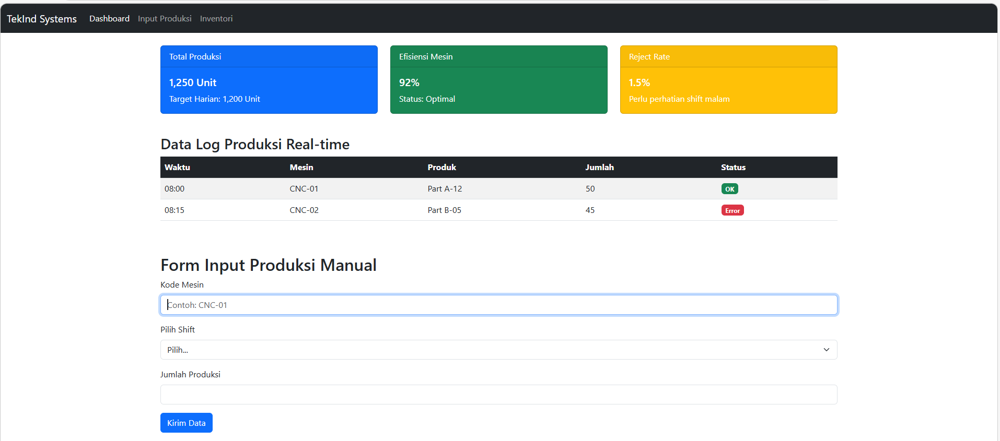 TekInd Systems Dashboard Input Produksi Inventori
Total Produksi Efisiensi Mesin Reject Rate
1,250 Unit 92% 1.5%
Target Harian: 1,200 Unit Status: Optimal Perlu perhatian shift malam
Data Log Produksi Real-time
Waktu Mesin Produk Jumlah Status
08:00 CNC-01 Part A-12 50 OK
08:15 CNC-02 Part B-05 45 Error
Form Input Produksi Manual
Kode Mesin
Contoh: CNC-01
Pilih Shift
Pilih...
Jumlah Produksi
Kirim Data